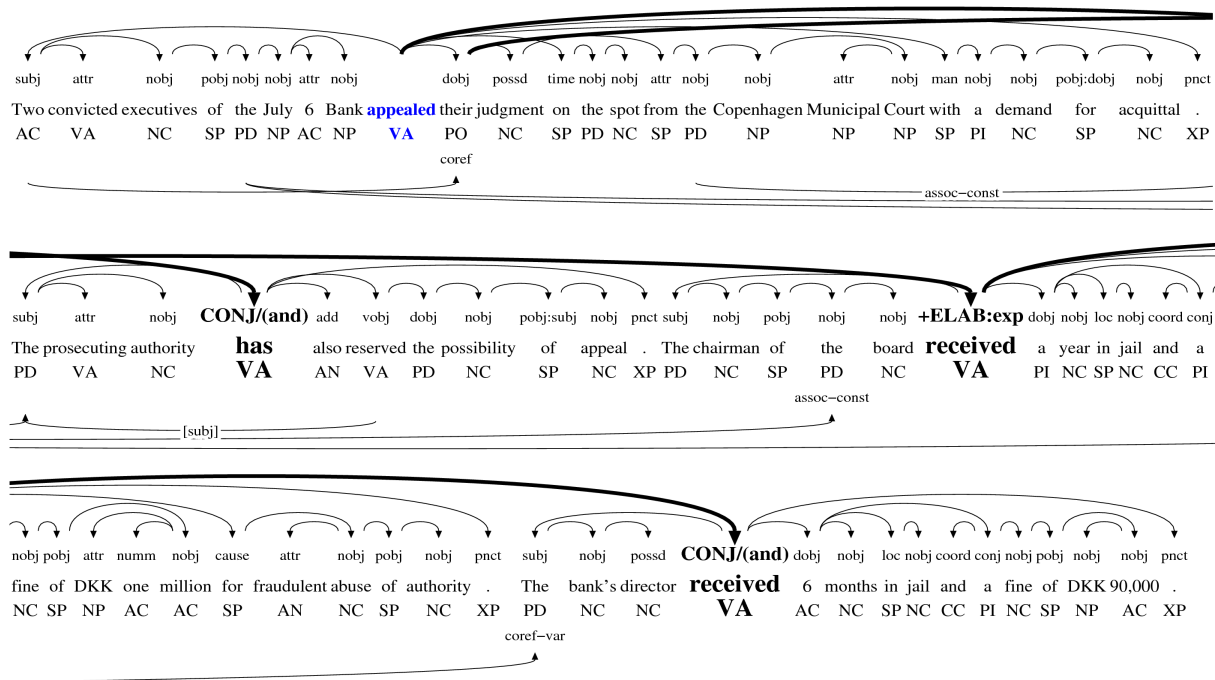 subj attr nobj pobj nobj nobj attr nobj dobj possd time nobj nobj attr nobj nobj attr nobj man nobj nobj pobj:dobj nobj pnct
Two convicted executives of the July 6 Bank appealed their judgment on the spot from the Copenhagen Municipal Court with a demand for acquittal .
AC VA NC SP PD NP AC NP VA PO NC SP PD NC SP PD NP NP NP SP PI NC SP NC XP
coref
assoc−const
subj attr nobj CONJ/(and) add vobj dobj nobj pobj:subj nobj pnct subj nobj pobj nobj nobj +ELAB:exp dobj nobj loc nobj coord conj
The prosecuting authority has also reserved the possibility of appeal . The chairman of the board received a year in jail and a
PD VA NC VA AN VA PD NC SP NC XP PD NC SP PD NC VA PI NC SP NC CC PI
assoc−const
[subj]
nobj pobj attr numm nobj cause attr nobj pobj nobj pnct subj nobj possd CONJ/(and) dobj nobj loc nobj coord conj nobj pobj nobj nobj pnct
fine of DKK one million for fraudulent abuse of authority . The bank's director received 6 months in jail and a fine of DKK 90,000 .
NC SP NP AC AC SP AN NC SP NC XP PD NC NC VA AC NC SP NC CC PI NC SP NP AC XP
coref−var